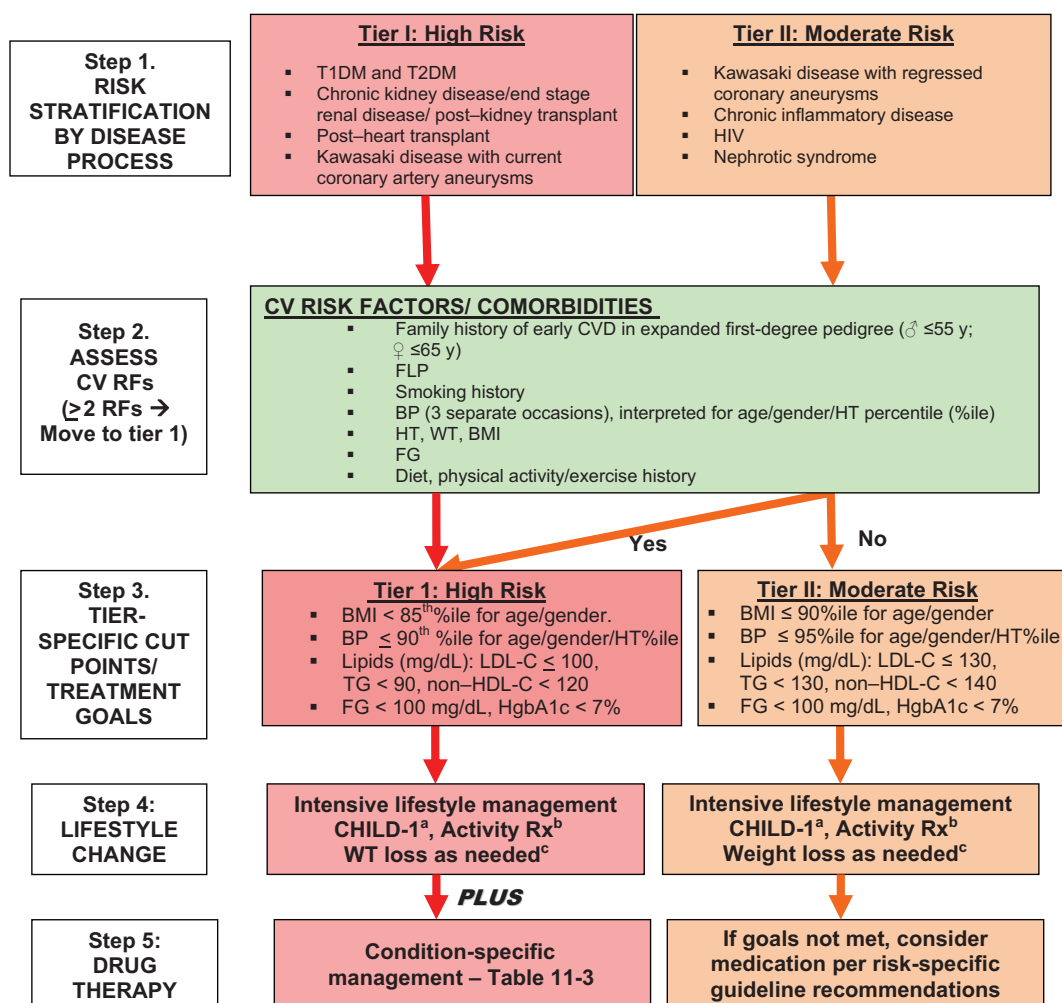 Step 1.
RISK
STRATIFICATION
BY DISEASE
PROCESS
Tier I: High Risk
▪ T1DM and T2DM
▪ Chronic kidney disease/end stage
renal disease/ post–kidney transplant
▪ Post–heart transplant
▪ Kawasaki disease with current
coronary artery aneurysms
Tier II: Moderate Risk
▪ Kawasaki disease with regressed
coronary aneurysms
▪ Chronic inflammatory disease
▪ HIV
▪ Nephrotic syndrome
Step 2.
ASSESS
CV RFs
(≥2 RFs →
Move to tier 1)
CV RISK FACTORS/ COMORBIDITIES
▪ Family history of early CVD in expanded first-degree pedigree (♂ ≤55 y;
♀ ≤65 y)
▪ FLP
▪ Smoking history
▪ BP (3 separate occasions), interpreted for age/gender/HT percentile (%ile)
▪ HT, WT, BMI
▪ FG
▪ Diet, physical activity/exercise history
Yes
No
Step 3.
TIER-
SPECIFIC CUT
POINTS/
TREATMENT
GOALS
Tier 1: High Risk
▪ BMI < 85th%ile for age/gender.
▪ BP ≤ 90th %ile for age/gender/HT%ile
▪ Lipids (mg/dL): LDL-C ≤ 100,
TG < 90, non–HDL-C < 120
▪ FG < 100 mg/dL, HgbA1c < 7%
Tier II: Moderate Risk
▪ BMI ≤ 90%ile for age/gender
▪ BP ≤ 95%ile for age/gender/HT%ile
▪ Lipids (mg/dL): LDL-C ≤ 130,
TG < 130, non–HDL-C < 140
▪ FG < 100 mg/dL, HgbA1c < 7%
Step 4:
LIFESTYLE
CHANGE
Intensive lifestyle management
CHILD-1a, Activity Rxb
WT loss as neededc
Intensive lifestyle management
CHILD-1a, Activity Rxb
Weight loss as neededc
PLUS
Step 5:
DRUG
THERAPY
Condition-specific
management – Table 11-3
If goals not met, consider
medication per risk-specific
guideline recommendations